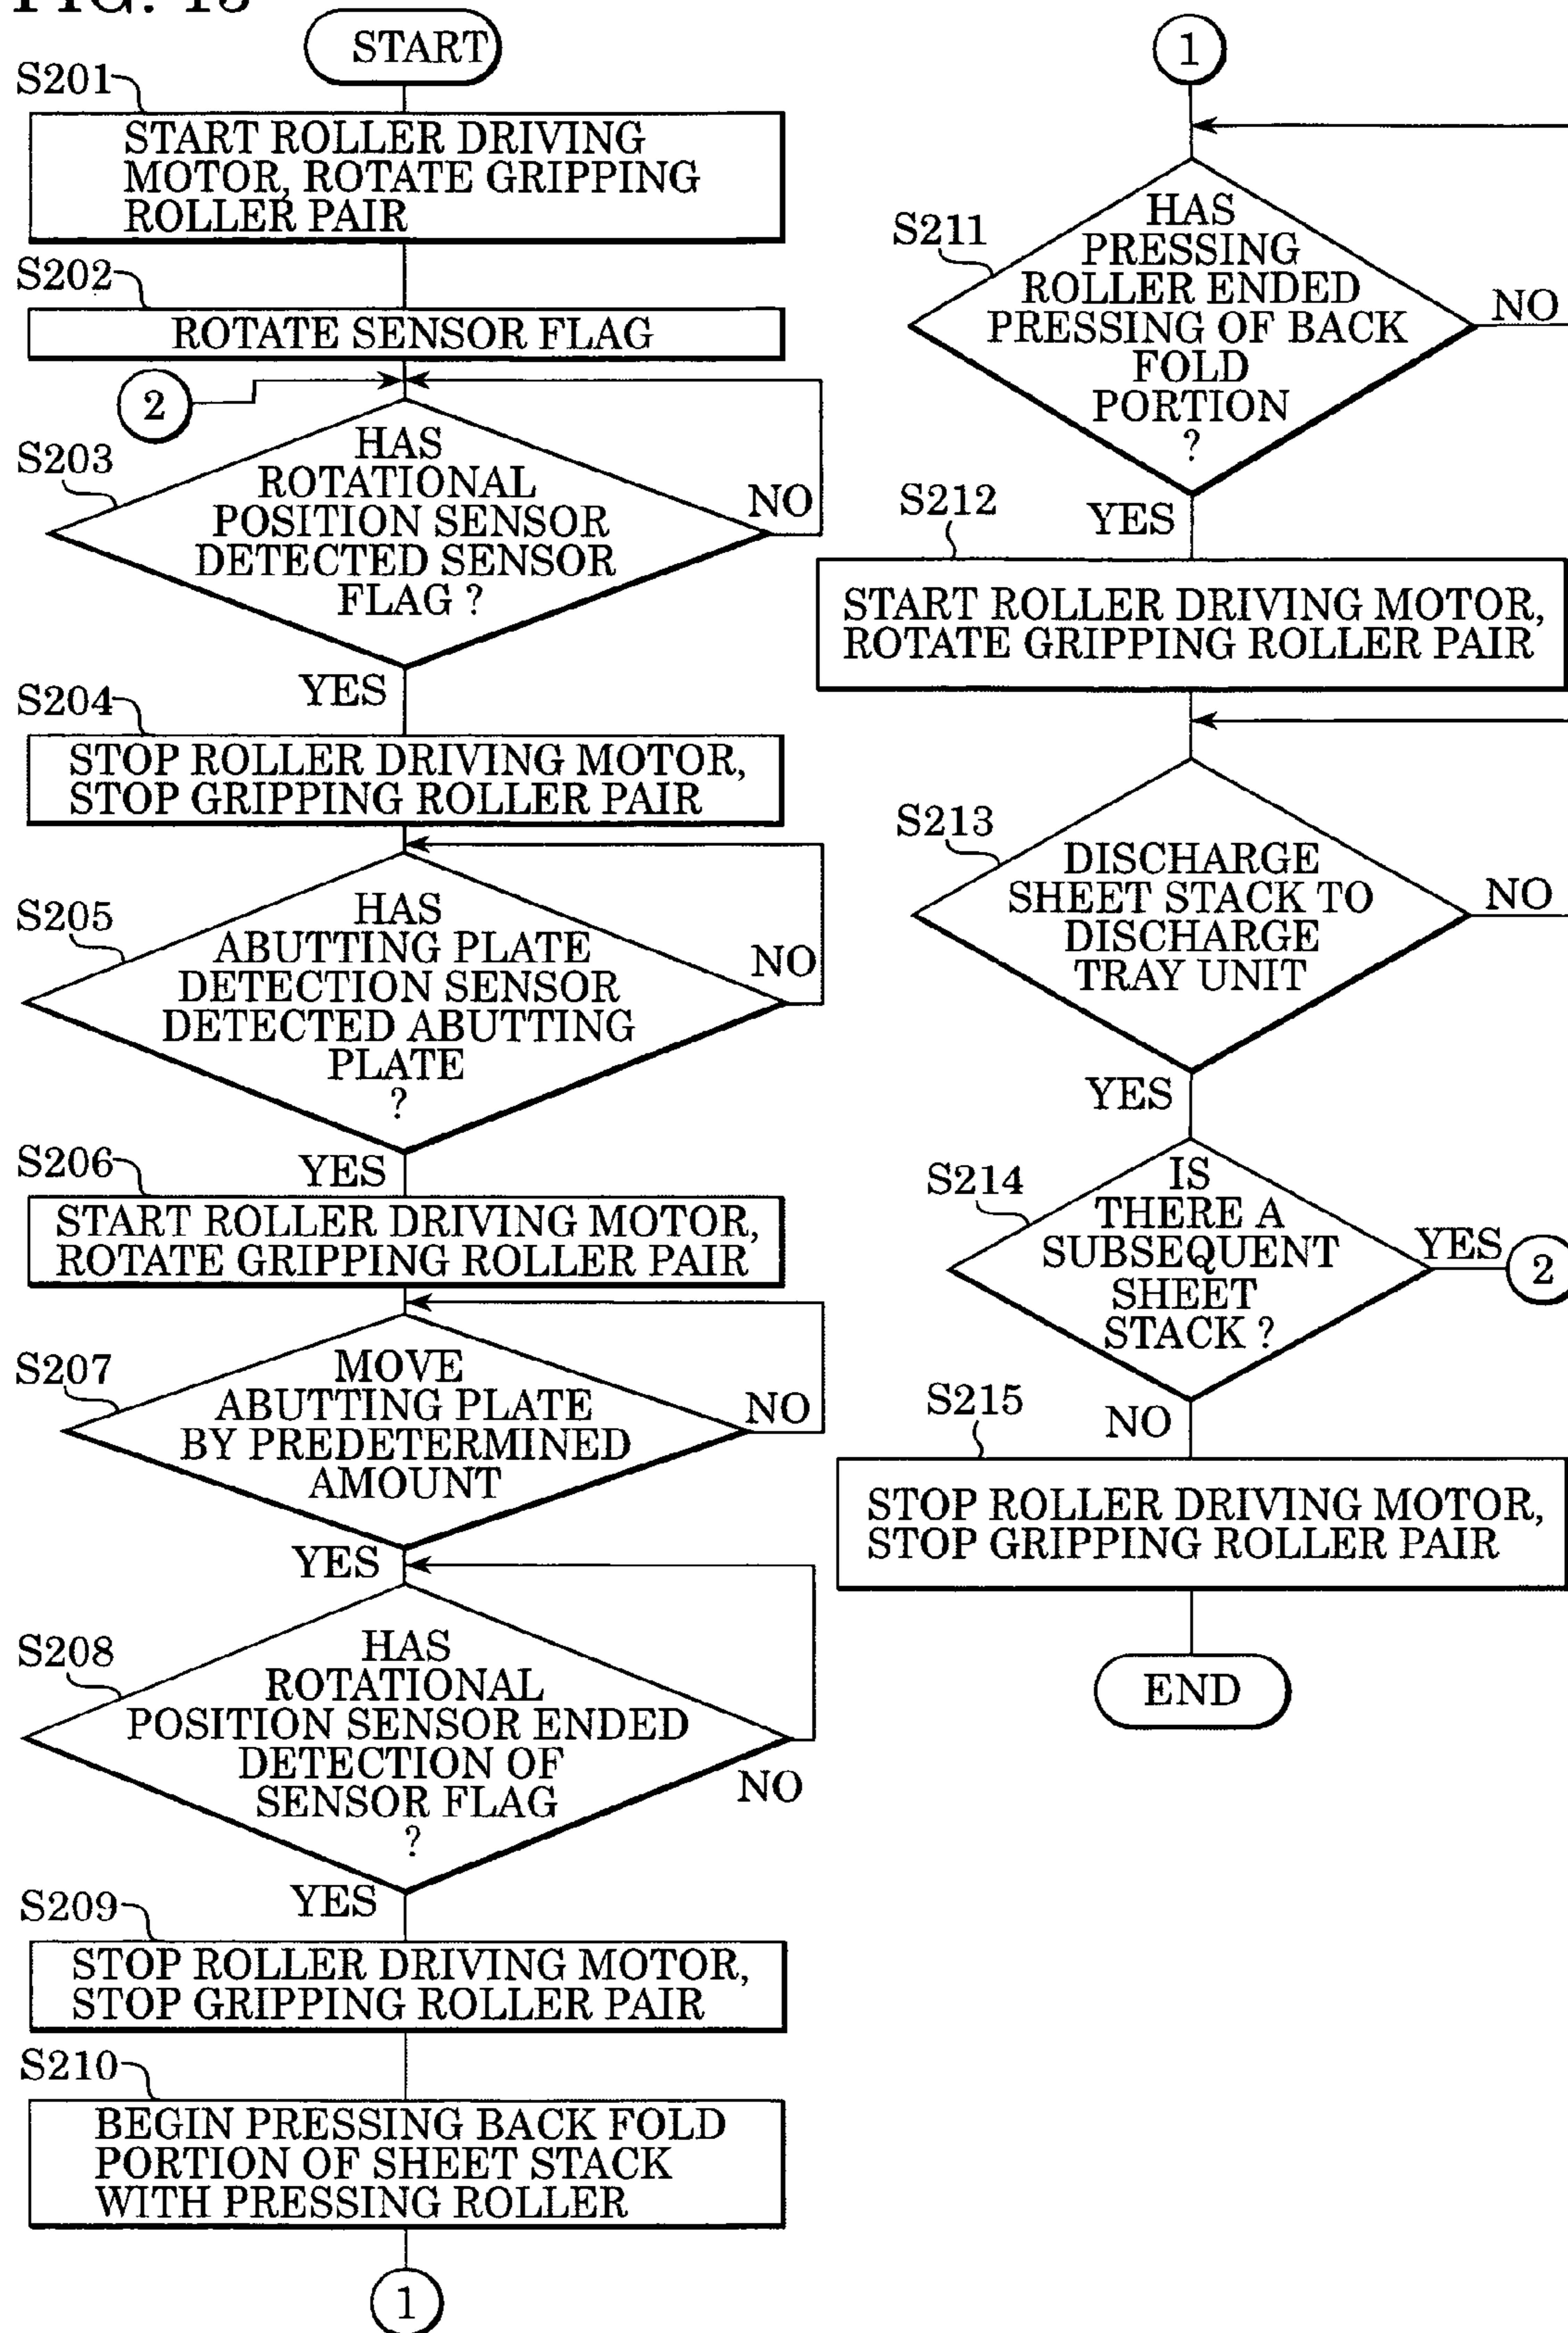 START
S201
START ROLLER DRIVING
MOTOR, ROTATE GRIPPING
ROLLER PAIR
S202
ROTATE SENSOR FLAG
2
S203
HAS
ROTATIONAL
POSITION SENSOR
DETECTED SENSOR
FLAG ?
NO
YES
S204
STOP ROLLER DRIVING MOTOR,
STOP GRIPPING ROLLER PAIR
S205
HAS
ABUTTING PLATE
DETECTION SENSOR
DETECTED ABUTTING
PLATE
?
NO
YES
S206
START ROLLER DRIVING MOTOR,
ROTATE GRIPPING ROLLER PAIR
S207
MOVE
ABUTTING PLATE
BY PREDETERMINED
AMOUNT
NO
YES
S208
HAS
ROTATIONAL
POSITION SENSOR ENDED
DETECTION OF
SENSOR FLAG
?
NO
YES
S209
STOP ROLLER DRIVING MOTOR,
STOP GRIPPING ROLLER PAIR
S210
BEGIN PRESSING BACK FOLD
PORTION OF SHEET STACK
WITH PRESSING ROLLER
1
1
S211
HAS
PRESSING
ROLLER ENDED
PRESSING OF BACK
FOLD
PORTION
?
NO
YES
S212
START ROLLER DRIVING MOTOR,
ROTATE GRIPPING ROLLER PAIR
S213
DISCHARGE
SHEET STACK TO
DISCHARGE
TRAY UNIT
NO
YES
S214
IS
THERE A
SUBSEQUENT
SHEET
STACK ?
YES
2
NO
S215
STOP ROLLER DRIVING MOTOR,
STOP GRIPPING ROLLER PAIR
END